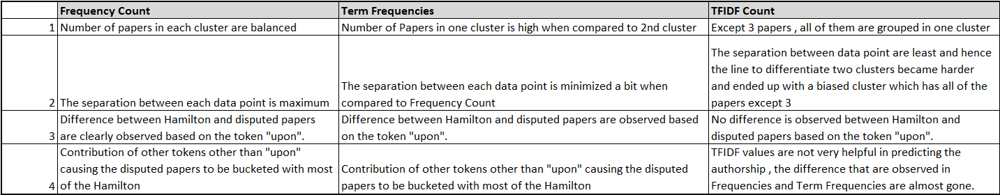 Frequency Count Term Frequencies TFIDF Count
1 Number of papers in each cluster are balanced Number of Papers in one cluster is high when compared to 2nd cluster Except 3 papers , all of them are grouped in one cluster
2 The separation between each data point is maximum
The separation between each data point is minimized a bit when
compared to Frequency Count
The separation between data point are least and hence
the line to differentiate two clusters became harder
and ended up with a biased cluster which has all of the
papers except 3
3 Difference between Hamilton and disputed papers
are clearly observed based on the token "upon".
Difference between Hamilton and disputed papers are observed based
on the token "upon".
No difference is observed between Hamilton and
disputed papers based on the token "upon".
4 Contribution of other tokens other than "upon"
causing the disputed papers to be bucketed with most
of the Hamilton
Contribution of other tokens other than "upon" causing the disputed
papers to be bucketed with most of the Hamilton
TFIDF values are not very helpful in predicting the
authorship , the difference that are observed in
Frequencies and Term Frequencies are almost gone.